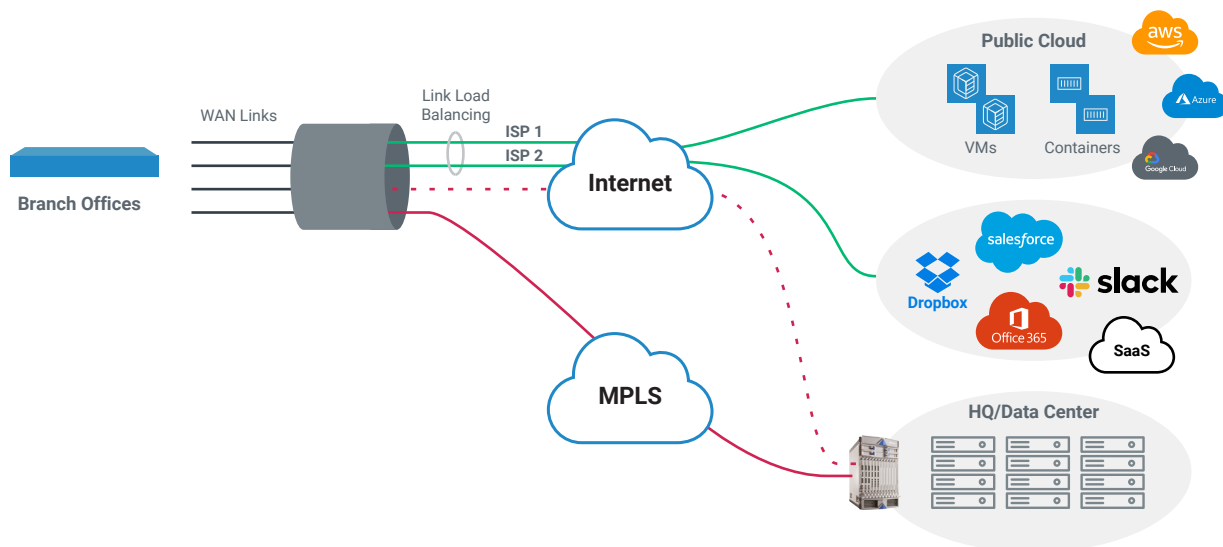 Branch Offices
WAN Links
Link Load
Balancing
ISP 1
ISP 2
Internet
MPLS
Public Cloud
VMs
Containers
aws
Azure
Google Cloud
salesforce
Dropbox
slack
Office 365
SaaS
HQ/Data Center